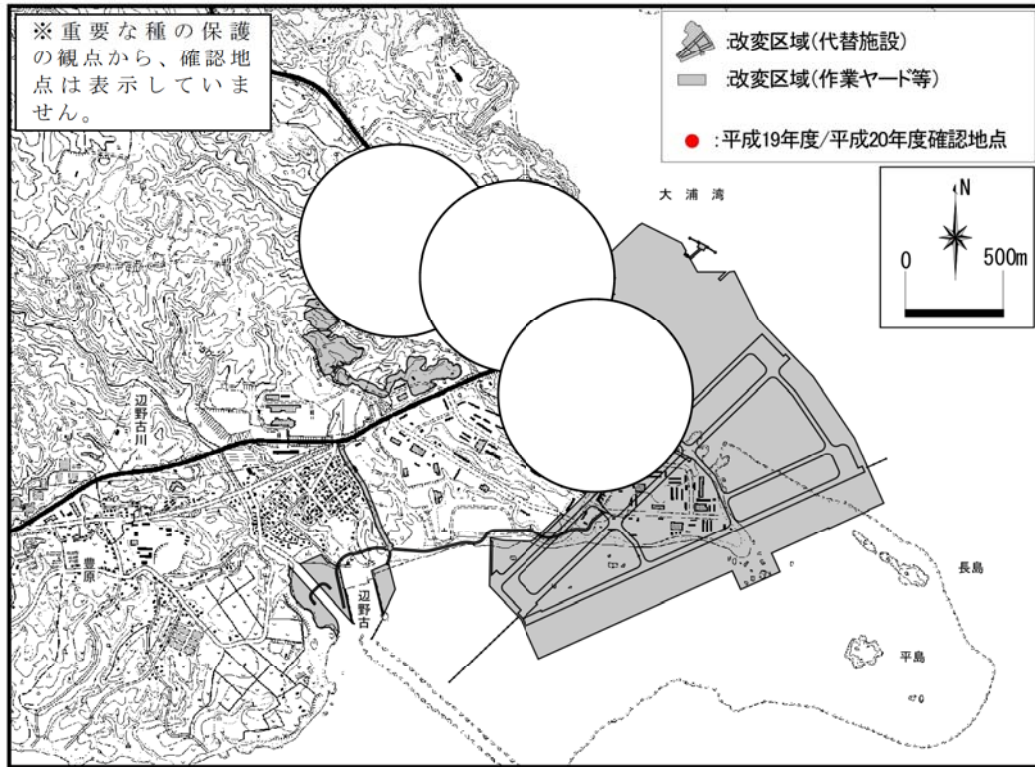 ※重要な種の保護
の観点から、確認地
点は表示していま
せん。
:改変区域(代替施設)
:改変区域(作業ヤード等)
:平成19年度/平成20年度確認地点
大浦湾
N
0 500m
辺野古川
豊原
辺野古
長島
平島